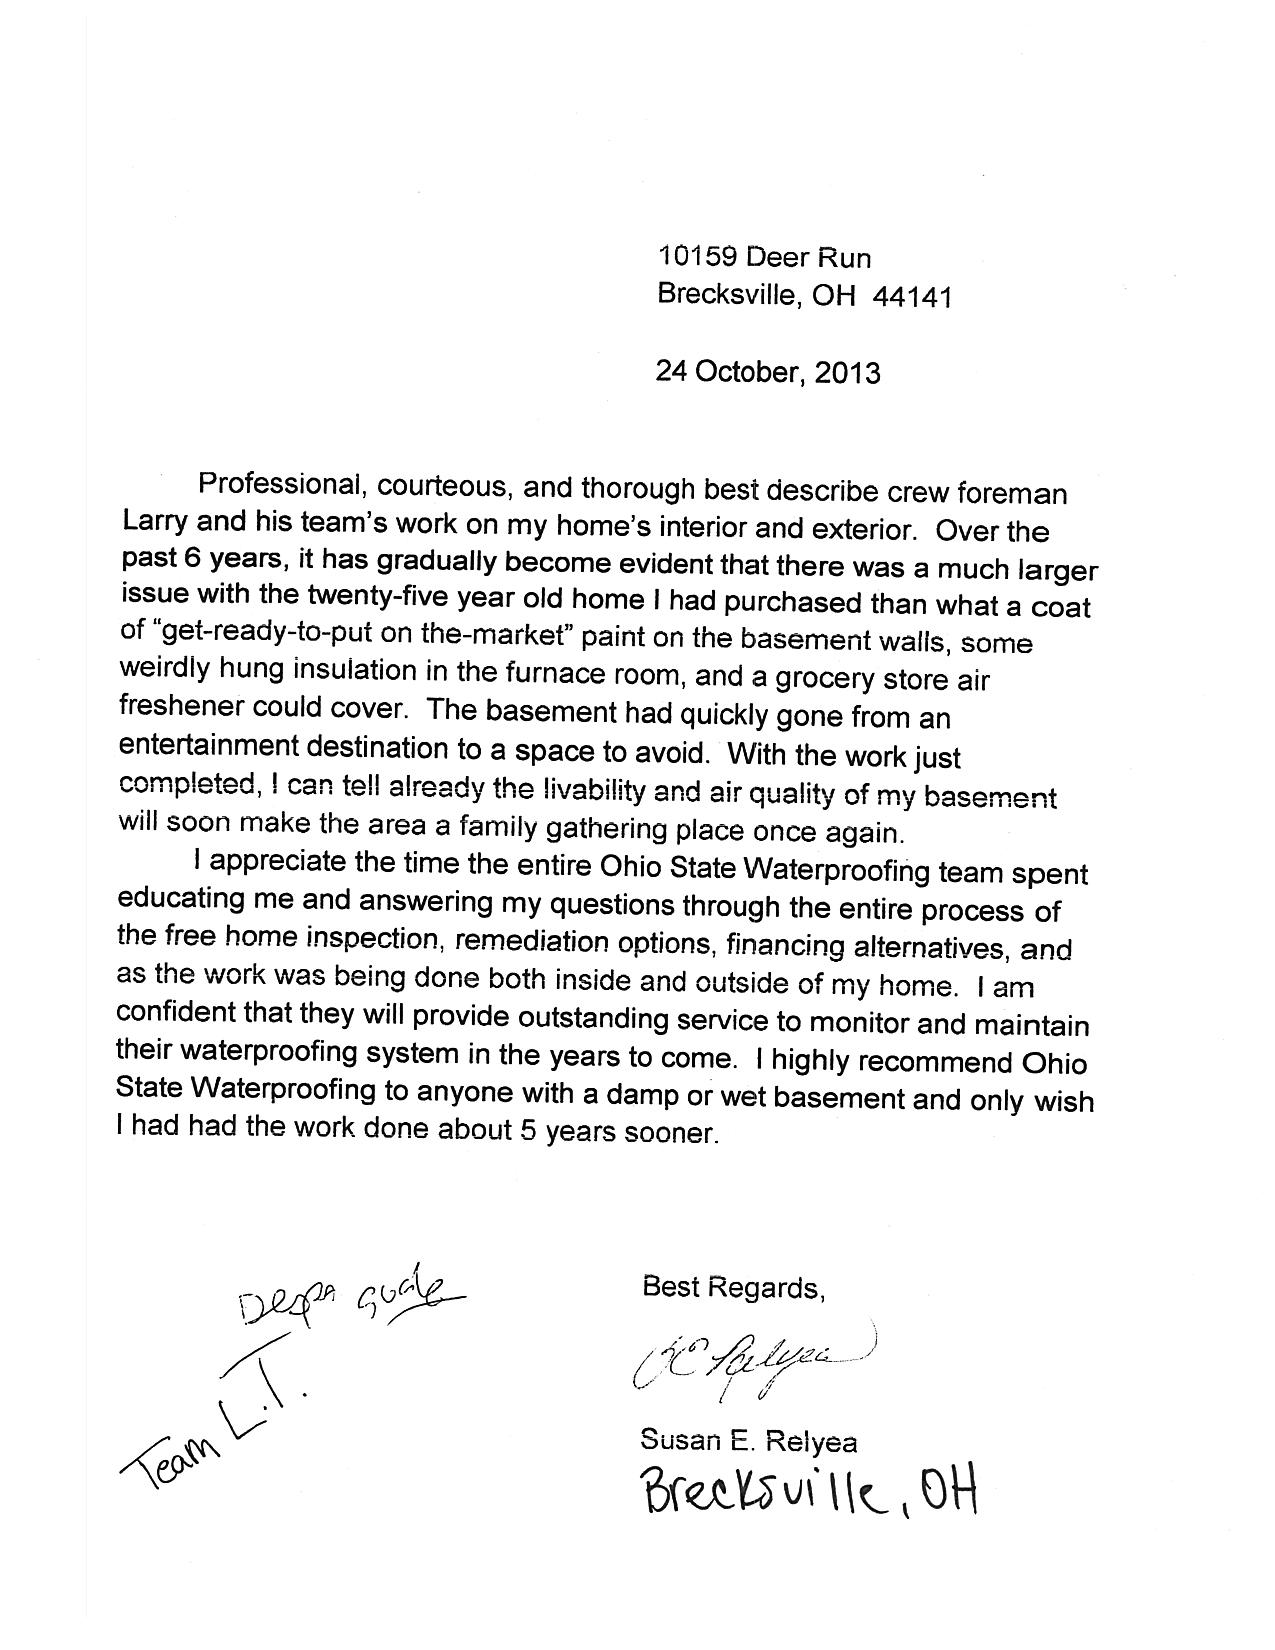 10159 Deer Run
Brecksville, OH  44141
24 October, 2013
Professional, courteous, and thorough best describe crew foreman
Larry and his team's work on my home's interior and exterior.  Over the
past 6 years, it has gradually become evident that there was a much larger
issue with the twenty-five year old home I had purchased than what a coat
of “get-ready-to-put on the-market” paint on the basement walls, some
weirdly hung insulation in the furnace room, and a grocery store air
freshener could cover.  The basement had quickly gone from an
entertainment destination to a space to avoid.  With the work just
completed, I can tell already the livability and air quality of my basement
will soon make the area a family gathering place once again.
I appreciate the time the entire Ohio State Waterproofing team spent
educating me and answering my questions through the entire process of
the free home inspection, remediation options, financing alternatives, and
as the work was being done both inside and outside of my home.  I am
confident that they will provide outstanding service to monitor and maintain
their waterproofing system in the years to come.  I highly recommend Ohio
State Waterproofing to anyone with a damp or wet basement and only wish
I had had the work done about 5 years sooner.
Best Regards,
Relyea
Susan E. Relyea
Brecksville, OH
Team L.T.